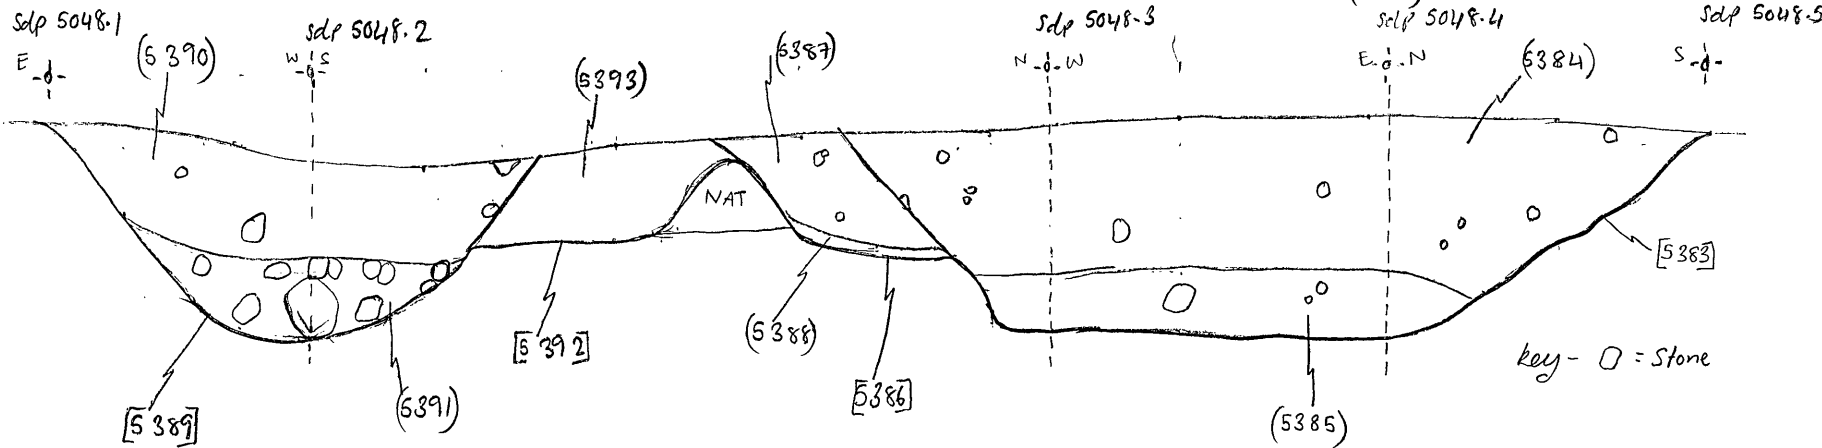 sdp 5048.1
sdp 5048.2
sdp 5048.3
sdp 5048.4
sdp 5048.5
E
W S
N W
E N
S
(5390)
(5393)
(5387)
(5384)
NAT
[5383]
(5388)
[5392]
[5386]
key - O = Stone
[5389]
(5391)
(5385)